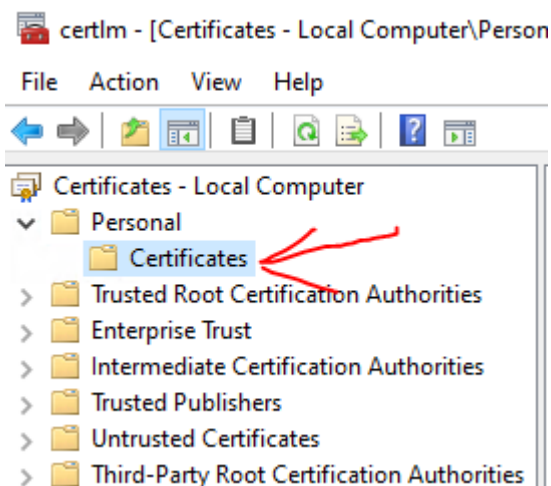 certlm - [Certificates - Local Computer\Person
File Action View Help
Certificates - Local Computer
Personal
Certificates
Trusted Root Certification Authorities
Enterprise Trust
Intermediate Certification Authorities
Trusted Publishers
Untrusted Certificates
Third-Party Root Certification Authorities